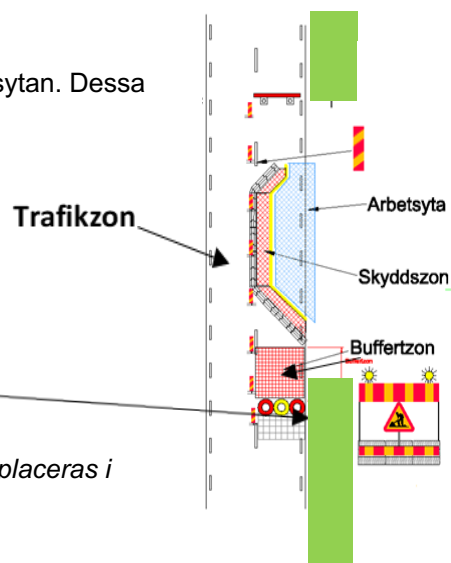 sytan. Dessa
Trafikzon
Arbetsyta
Skyddszon
Buffertzon
placeras i